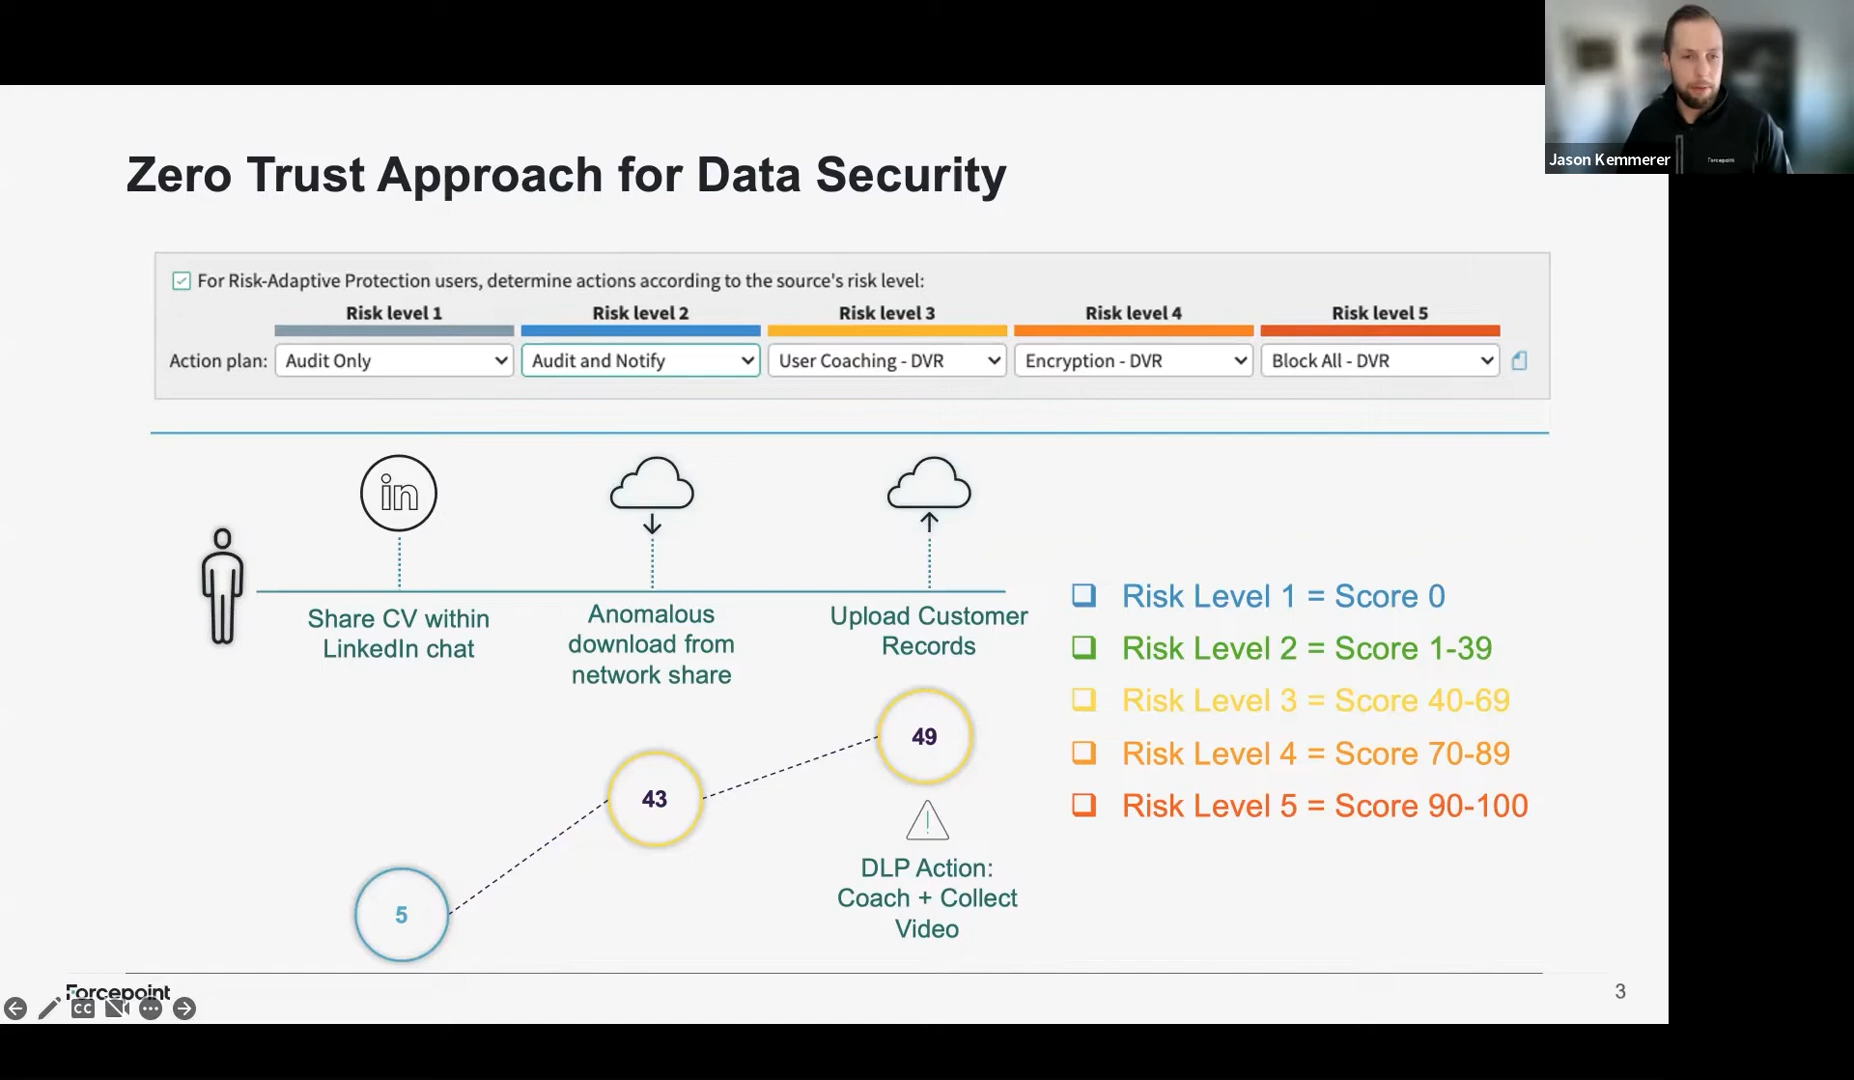 Jason Kemmerer
Forcepoint
Zero Trust Approach for Data Security
For Risk-Adaptive Protection users, determine actions according to the source's risk level:
Risk level 1 Risk level 2 Risk level 3 Risk level 4 Risk level 5
Action plan: Audit Only Audit and Notify User Coaching - DVR Encryption - DVR Block All - DVR
in
Share CV within
LinkedIn chat
Anomalous
download from
network share
Upload Customer
Records
5
43
49
DLP Action:
Coach + Collect
Video
Risk Level 1 = Score 0
Risk Level 2 = Score 1-39
Risk Level 3 = Score 40-69
Risk Level 4 = Score 70-89
Risk Level 5 = Score 90-100
Forcepoint
CC
3